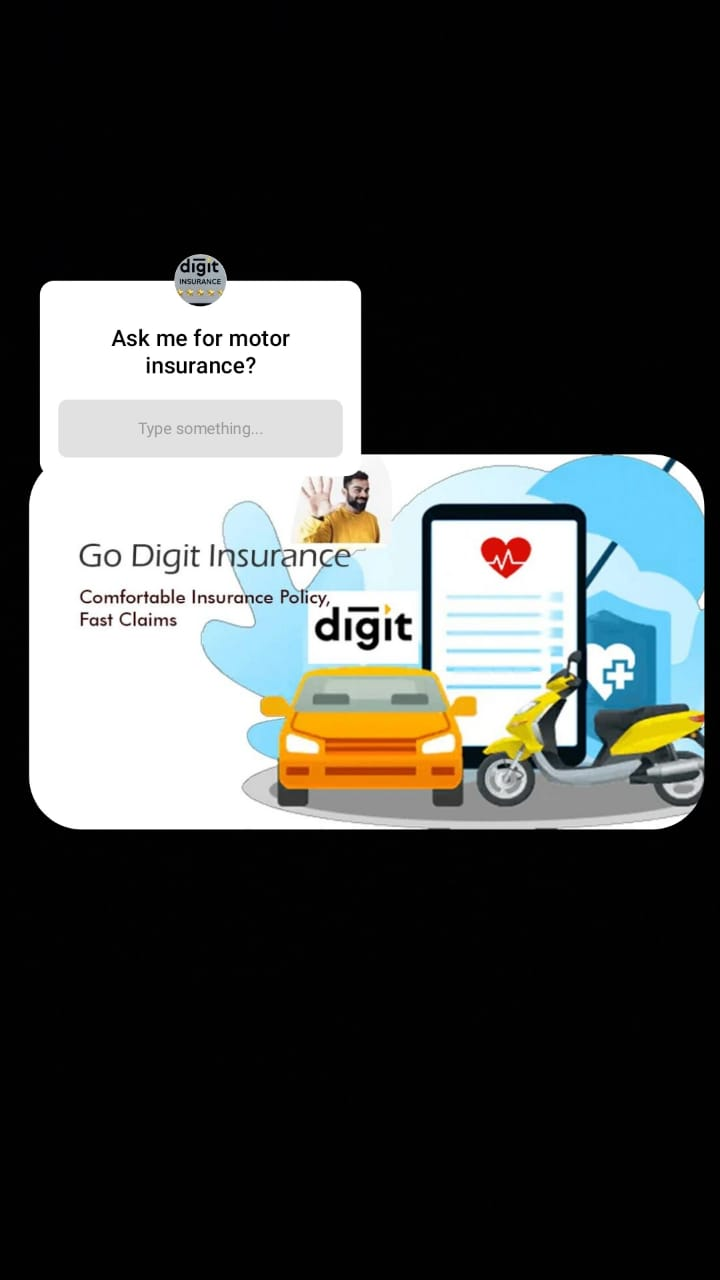 digit
INSURANCE
Ask me for motor
insurance?
Type something...
Go Digit Insurance
Comfortable Insurance Policy,
Fast Claims
digit